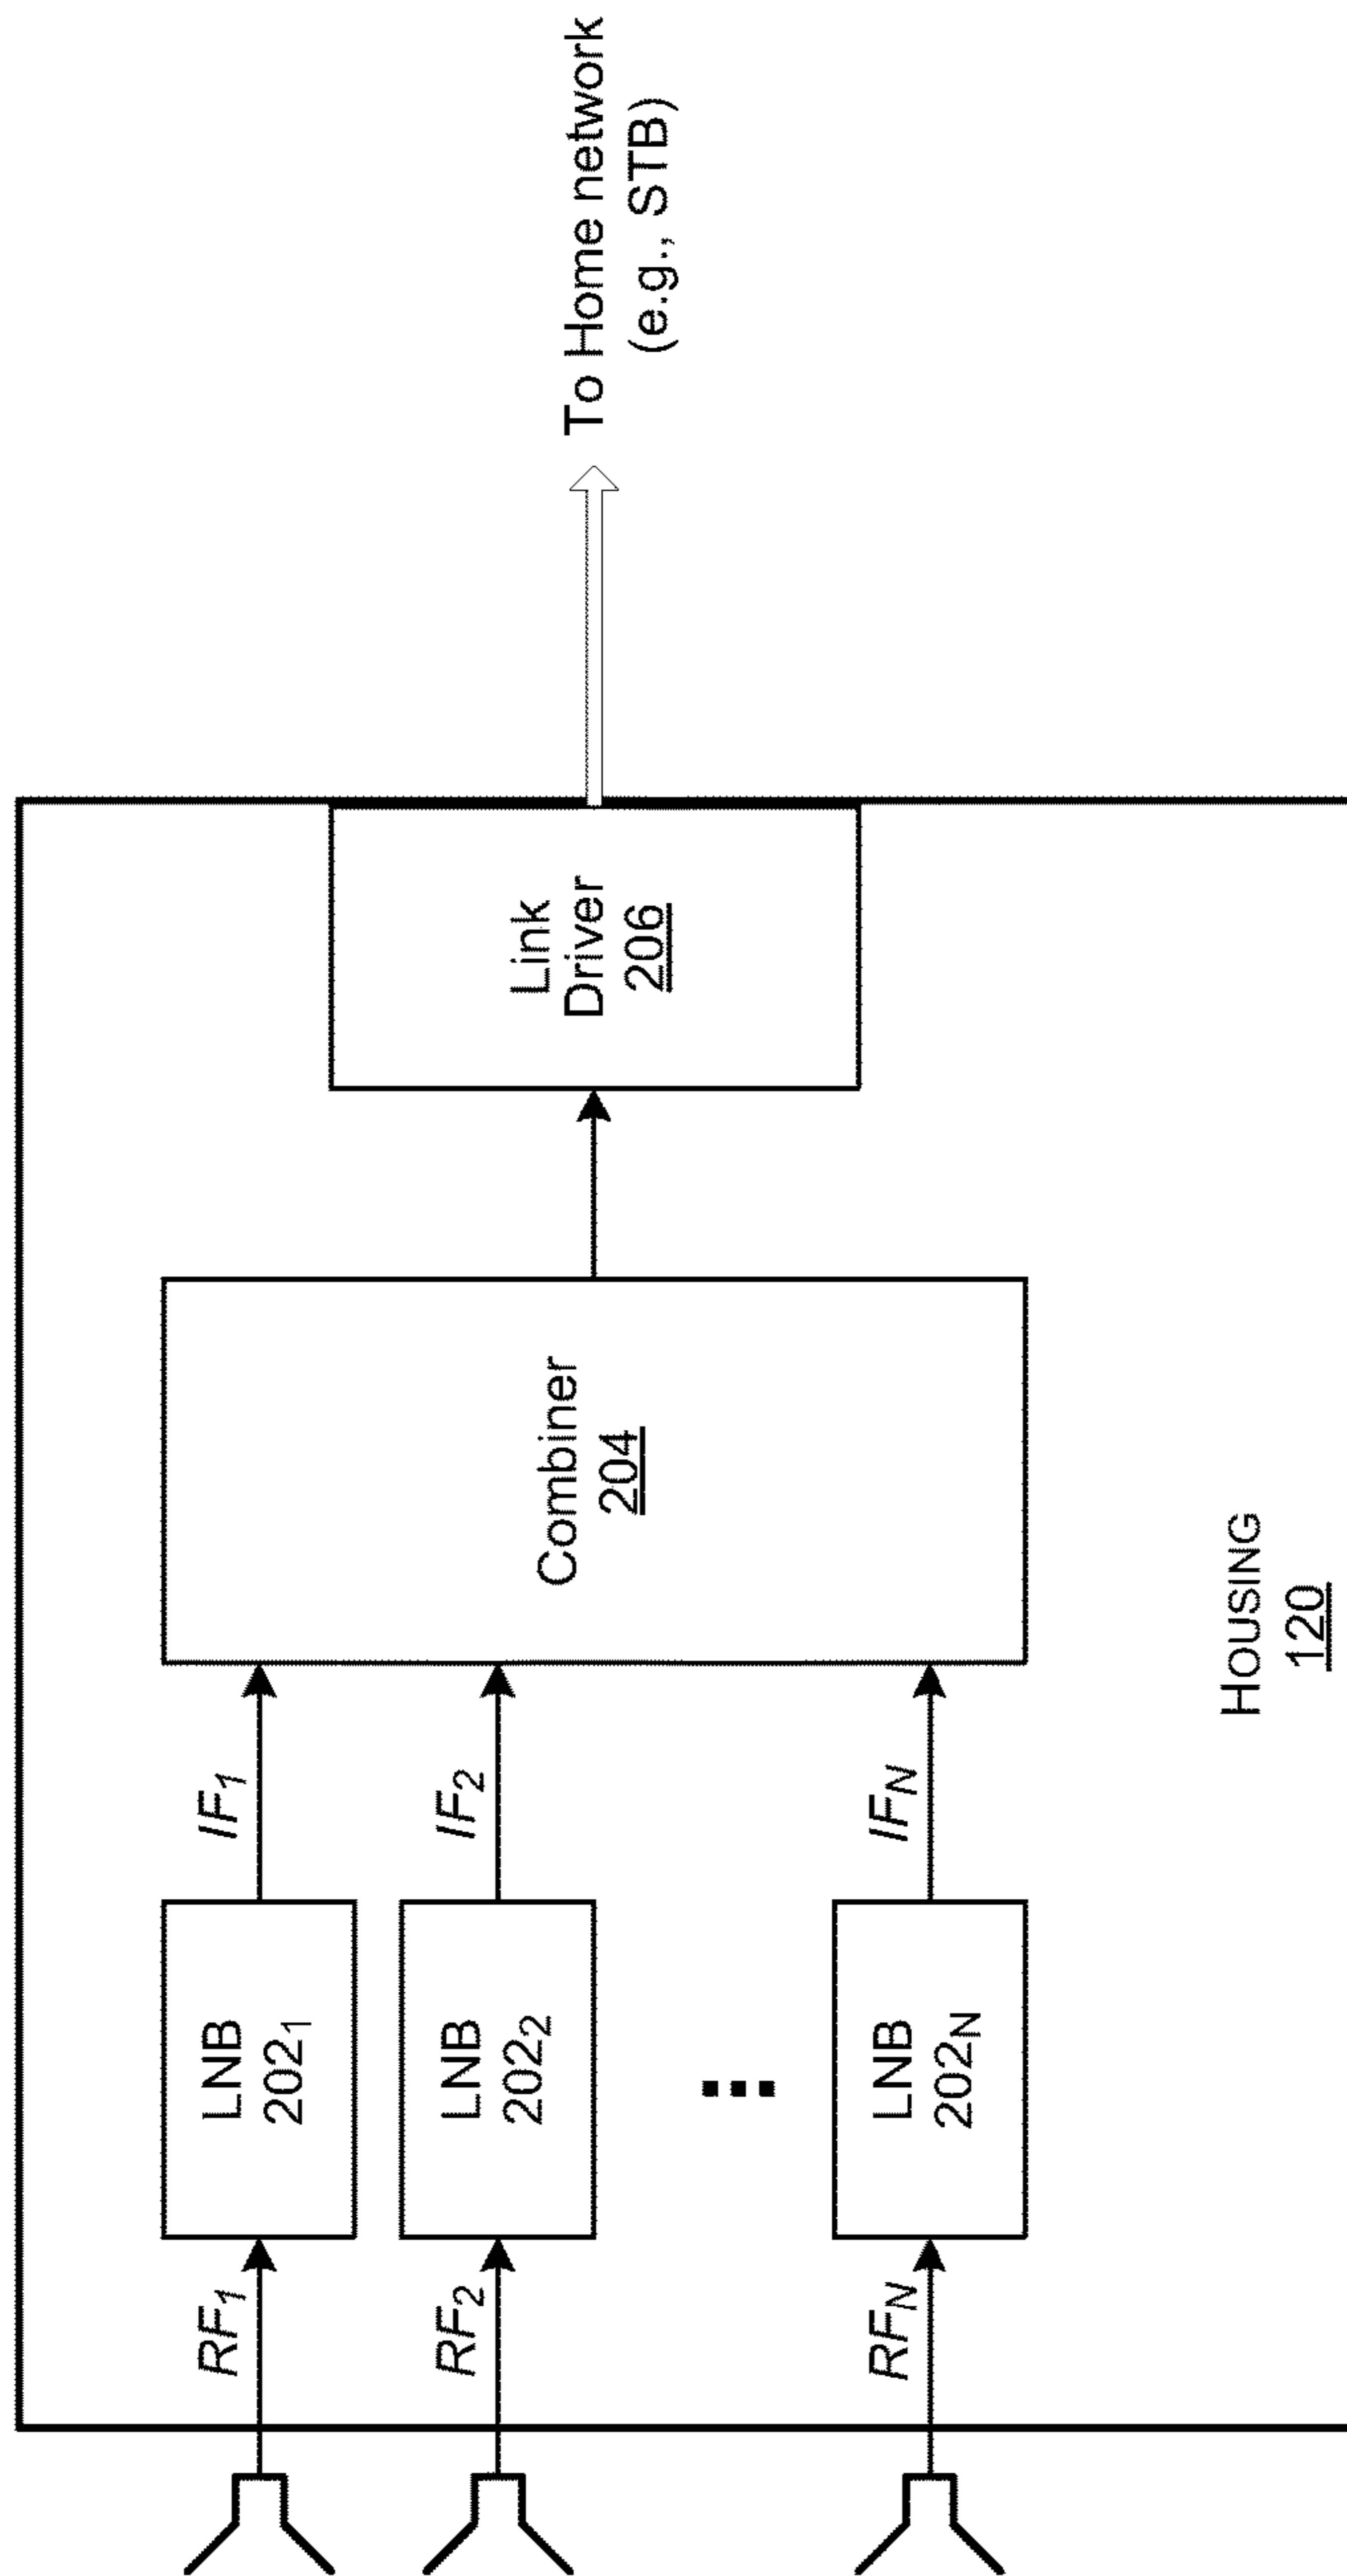 RF1
LNB
2021
IF1
RF2
LNB
2022
IF2
RFN
LNB
202N
IFN
Combiner
204
Link
Driver
206
To Home network
(e.g., STB)
HOUSING
120